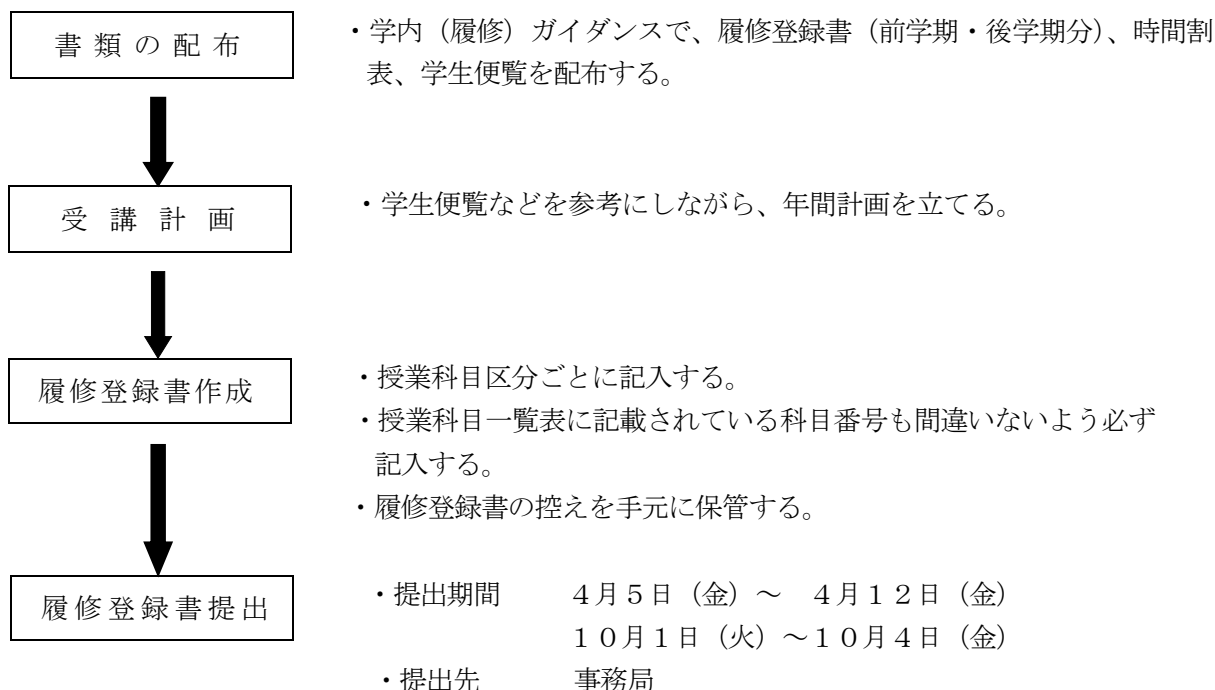 書類の配布
・学内（履修）ガイダンスで、履修登録書（前学期・後学期分）、時間割
表、学生便覧を配布する。
受講計画
・学生便覧などを参考にしながら、年間計画を立てる。
履修登録書作成
・授業科目区分ごとに記入する。
・授業科目一覧表に記載されている科目番号も間違いないよう必ず
記入する。
・履修登録書の控えを手元に保管する。
履修登録書提出
・提出期間　　４月５日（金）～　４月１２日（金）
１０月１日（火）～１０月４日（金）
・提出先　　事務局